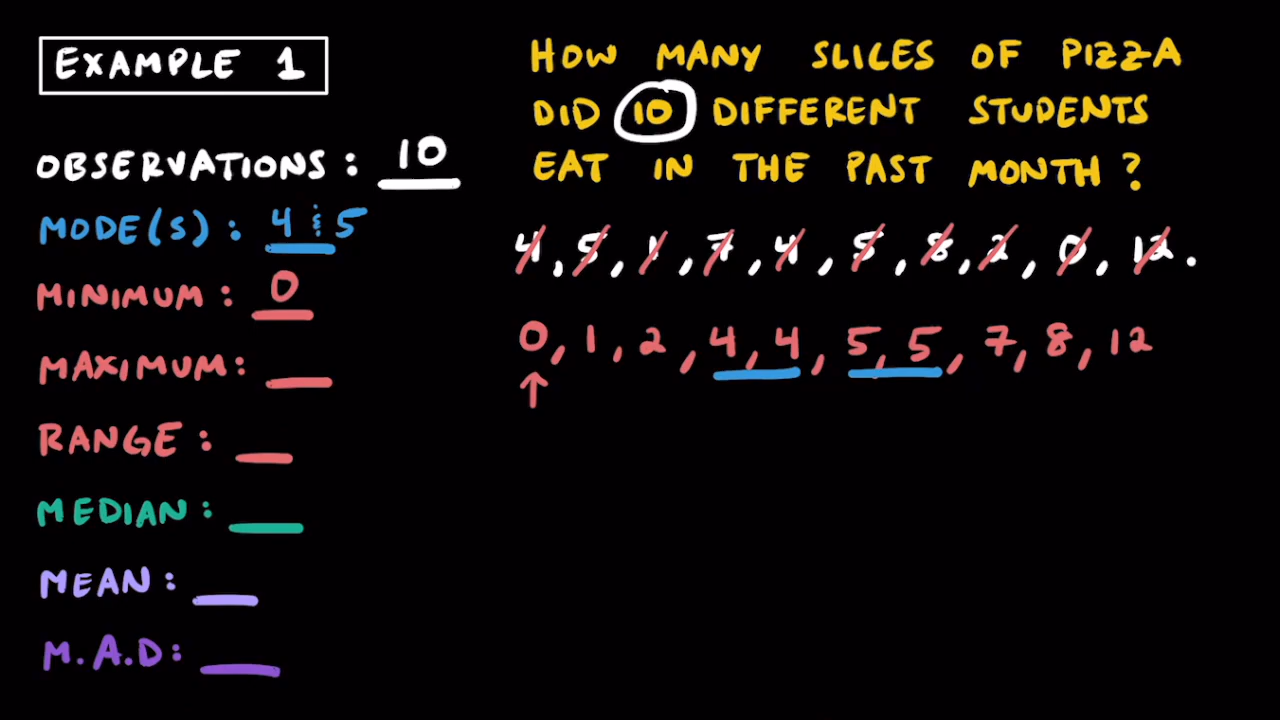 EXAMPLE 1
OBSERVATIONS: 10
MODE(S): 4 & 5
MINIMUM: 0
MAXIMUM:
RANGE:
MEDIAN:
MEAN:
M.A.D:
HOW MANY SLICES OF PIZZA
DID 10 DIFFERENT STUDENTS
EAT IN THE PAST MONTH?
4, 5, 1, 7, 4, 5, 8, 2, 0, 12.
0, 1, 2, 4, 4, 5, 5, 7, 8, 12